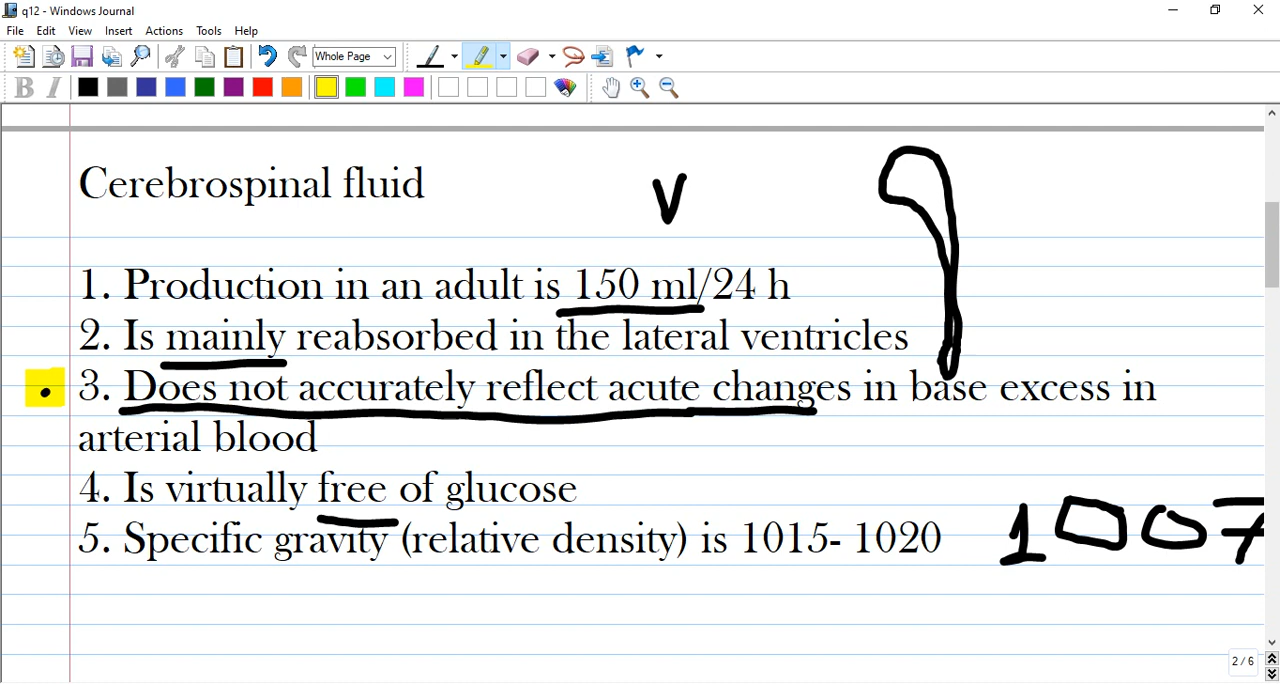 q12 - Windows Journal
File Edit View Insert Actions Tools Help
Whole Page
B I
Cerebrospinal fluid
V
1. Production in an adult is 150 ml/24 h
2. Is mainly reabsorbed in the lateral ventricles
3. Does not accurately reflect acute changes in base excess in
arterial blood
4. Is virtually free of glucose
5. Specific gravity (relative density) is 1015- 1020
1007
2 / 6